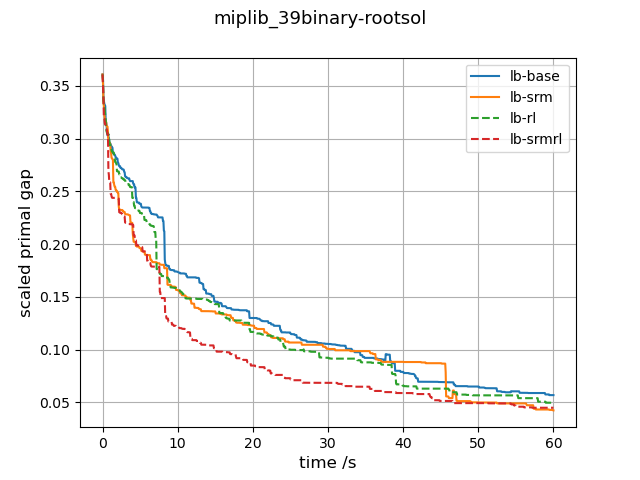 miplib_39binary-rootsol
lb-base
lb-srm
lb-rl
lb-srmrl
scaled primal gap
0.35
0.30
0.25
0.20
0.15
0.10
0.05
0 10 20 30 40 50 60
time /s